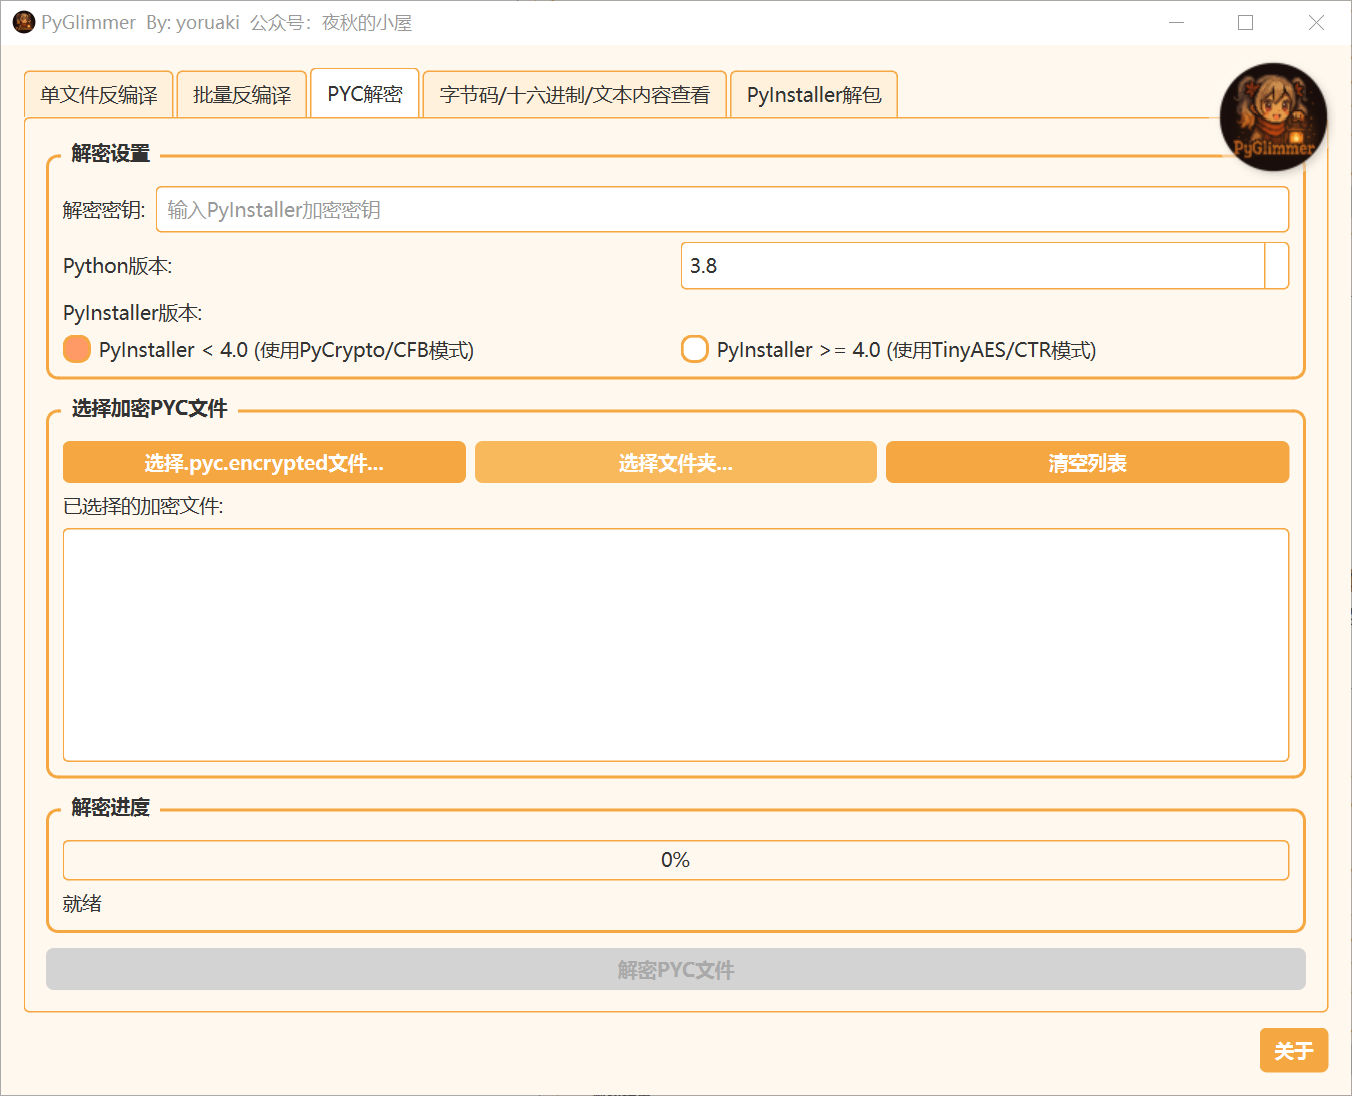 PyGlimmer By: yoruaki 公众号：夜秋的小屋
单文件反编译 批量反编译 PYC解密 字节码/十六进制/文本内容查看 PyInstaller解包
PyGlimmer
解密设置
解密密钥: 输入PyInstaller加密密钥
Python版本: 3.8
PyInstaller版本:
PyInstaller < 4.0 (使用PyCrypto/CFB模式) PyInstaller >= 4.0 (使用TinyAES/CTR模式)
选择加密PYC文件
选择.pyc.encrypted文件... 选择文件夹... 清空列表
已选择的加密文件:
解密进度
0%
就绪
解密PYC文件
关于